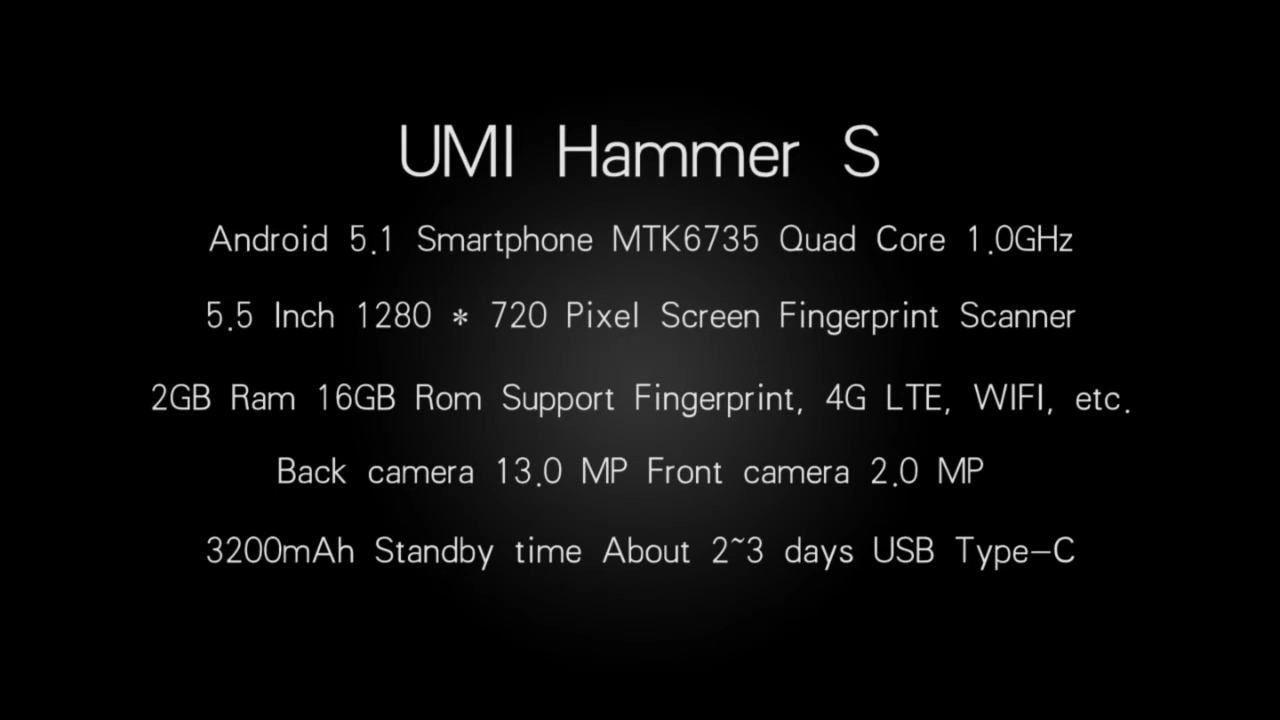 UMI Hammer S
Android 5.1 Smartphone MTK6735 Quad Core 1.0GHz
5.5 Inch 1280 * 720 Pixel Screen Fingerprint Scanner
2GB Ram 16GB Rom Support Fingerprint, 4G LTE, WIFI, etc.
Back camera 13.0 MP Front camera 2.0 MP
3200mAh Standby time About 2~3 days USB Type-C